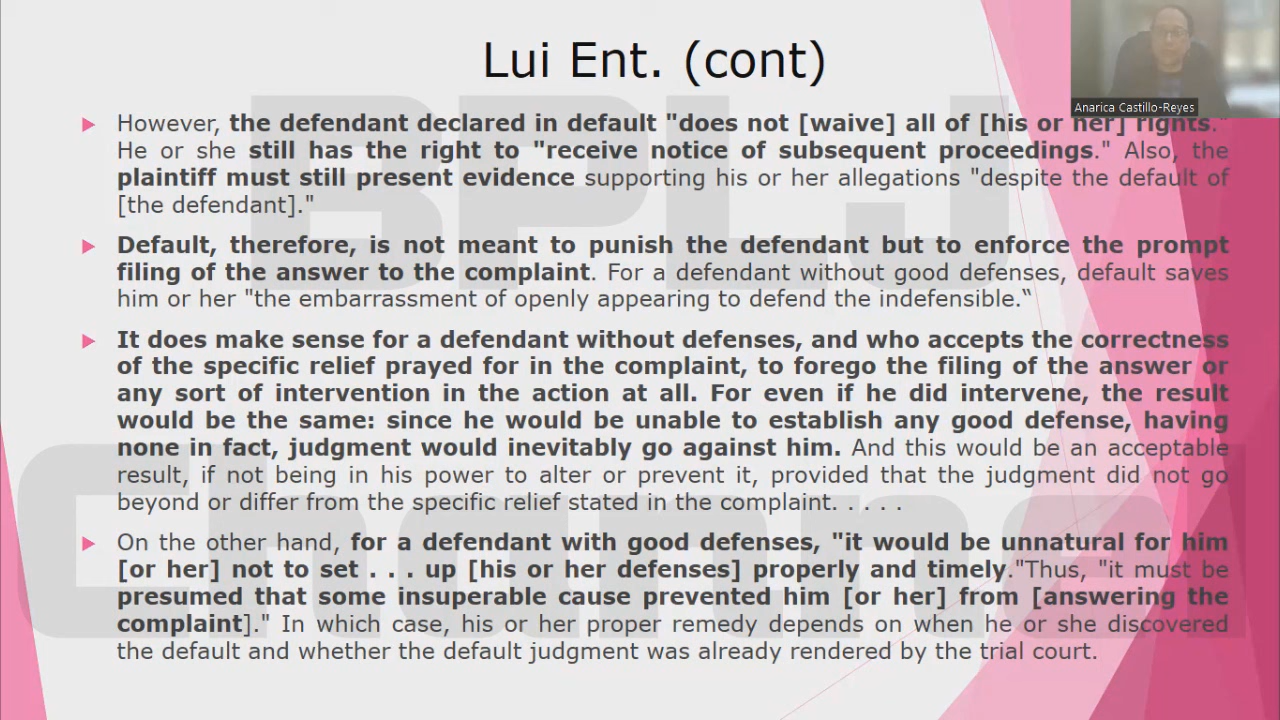 Lui Ent. (cont)
Anarica Castillo-Reyes
However, the defendant declared in default "does not [waive] all of [his or her] rights."
He or she still has the right to "receive notice of subsequent proceedings." Also, the
plaintiff must still present evidence supporting his or her allegations "despite the default of
[the defendant]."
Default, therefore, is not meant to punish the defendant but to enforce the prompt
filing of the answer to the complaint. For a defendant without good defenses, default saves
him or her "the embarrassment of openly appearing to defend the indefensible.“
It does make sense for a defendant without defenses, and who accepts the correctness
of the specific relief prayed for in the complaint, to forego the filing of the answer or
any sort of intervention in the action at all. For even if he did intervene, the result
would be the same: since he would be unable to establish any good defense, having
none in fact, judgment would inevitably go against him. And this would be an acceptable
result, if not being in his power to alter or prevent it, provided that the judgment did not go
beyond or differ from the specific relief stated in the complaint. . . . .
On the other hand, for a defendant with good defenses, "it would be unnatural for him
[or her] not to set . . . up [his or her defenses] properly and timely."Thus, "it must be
presumed that some insuperable cause prevented him [or her] from [answering the
complaint]." In which case, his or her proper remedy depends on when he or she discovered
the default and whether the default judgment was already rendered by the trial court.
BPLJ
Channel